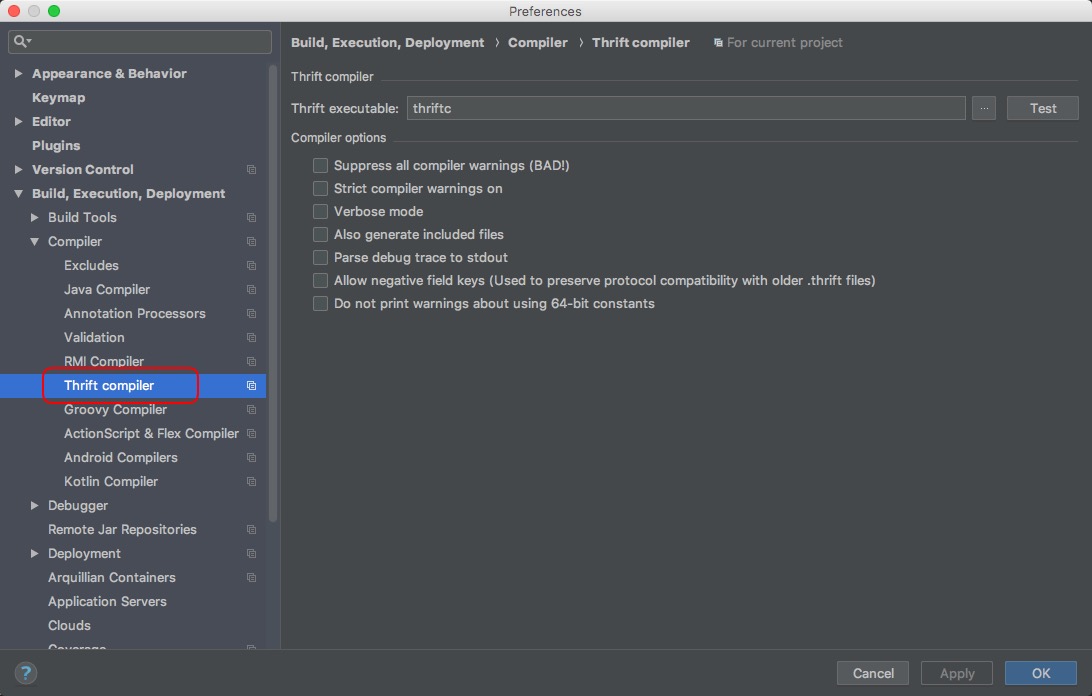 Preferences
Appearance & Behavior
Keymap
Editor
Plugins
Version Control
Build, Execution, Deployment
Build Tools
Compiler
Excludes
Java Compiler
Annotation Processors
Validation
RMI Compiler
Thrift compiler
Groovy Compiler
ActionScript & Flex Compiler
Android Compilers
Kotlin Compiler
Debugger
Remote Jar Repositories
Deployment
Arquillian Containers
Application Servers
Clouds
Coverage
Build, Execution, Deployment › Compiler › Thrift compiler For current project
Thrift compiler
Thrift executable: thriftc ... Test
Compiler options
Suppress all compiler warnings (BAD!)
Strict compiler warnings on
Verbose mode
Also generate included files
Parse debug trace to stdout
Allow negative field keys (Used to preserve protocol compatibility with older .thrift files)
Do not print warnings about using 64-bit constants
? Cancel Apply OK